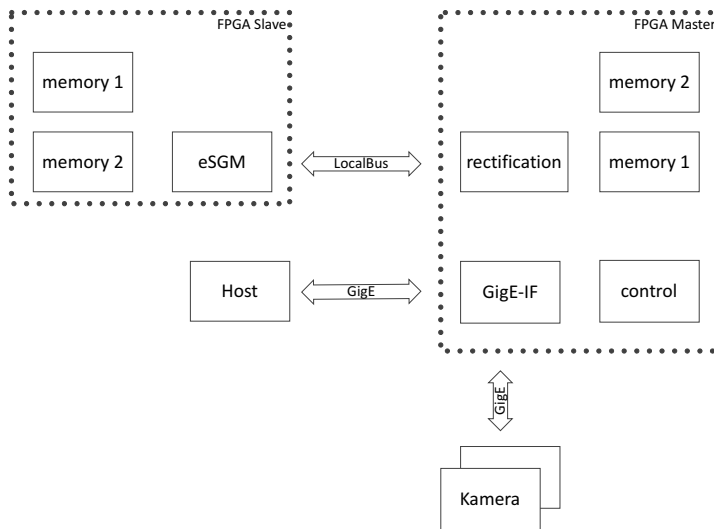 FPGA Slave
FPGA Master
memory 1
memory 2
memory 2
eSGM
LocalBus
rectification
memory 1
Host
GigE
GigE-IF
control
GigE
Kamera